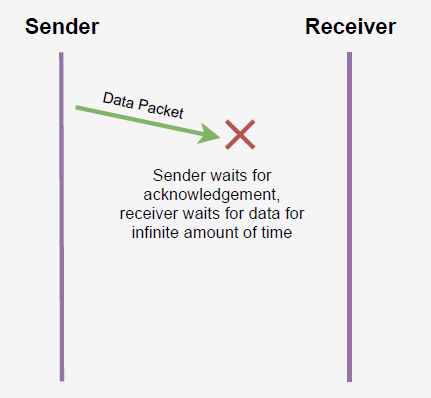 Sender
Receiver
Data Packet
Sender waits for
acknowledgement,
receiver waits for data for
infinite amount of time